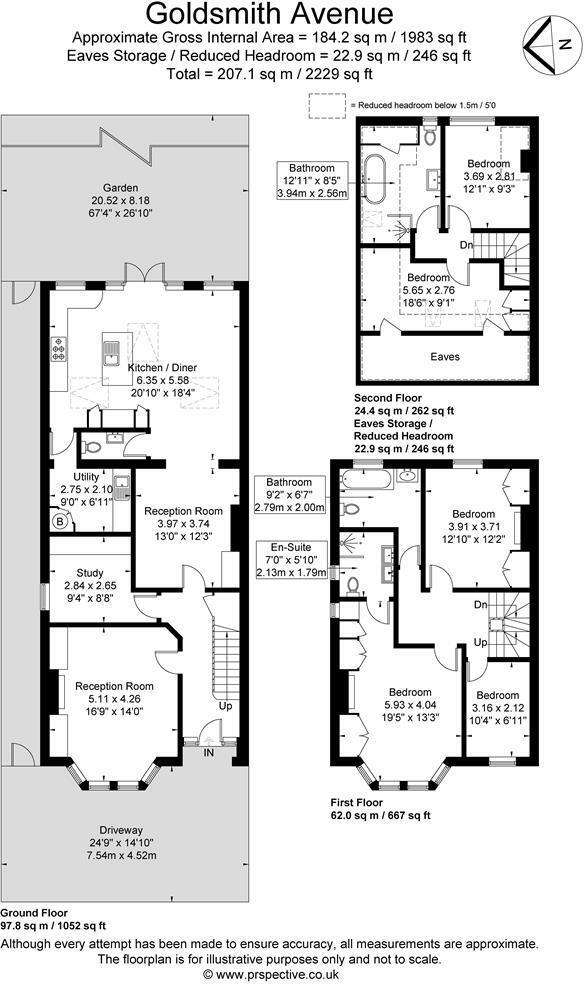 Goldsmith Avenue
Approximate Gross Internal Area = 184.2 sq m / 1983 sq ft
Eaves Storage / Reduced Headroom = 22.9 sq m / 246 sq ft
Total = 207.1 sq m / 2229 sq ft
N
= Reduced headroom below 1.5m / 5'0
Garden
20.52 x 8.18
67'4" x 26'10"
Kitchen / Diner
6.35 x 5.58
20'10" x 18'4"
Utility
2.75 x 2.10
9'0" x 6'11"
B
Reception Room
3.97 x 3.74
13'0" x 12'3"
Study
2.84 x 2.65
9'4" x 8'8"
Reception Room
5.11 x 4.26
16'9" x 14'0"
Up
IN
Driveway
24'9" x 14'10"
7.54m x 4.52m
Ground Floor
97.8 sq m / 1052 sq ft
Bathroom
12'11" x 8'5"
3.94m x 2.56m
Bedroom
3.69 x 2.81
12'1" x 9'3"
Dn
Bedroom
5.65 x 2.76
18'6" x 9'1"
Eaves
Second Floor
24.4 sq m / 262 sq ft
Eaves Storage /
Reduced Headroom
22.9 sq m / 246 sq ft
Bathroom
9'2" x 6'7"
2.79m x 2.00m
Bedroom
3.91 x 3.71
12'10" x 12'2"
En-Suite
7'0" x 5'10"
2.13m x 1.79m
Dn
Up
Bedroom
5.93 x 4.04
19'5" x 13'3"
Bedroom
3.16 x 2.12
10'4" x 6'11"
First Floor
62.0 sq m / 667 sq ft
Although every attempt has been made to ensure accuracy, all measurements are approximate.
The floorplan is for illustrative purposes only and not to scale.
© www.prspective.co.uk